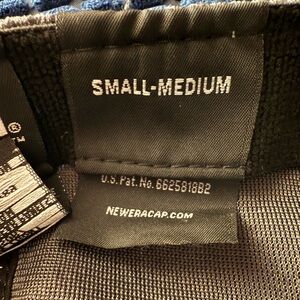 SMALL-MEDIUM
U.S. Pat. No. 6625818B2
NEWERACAP.COM